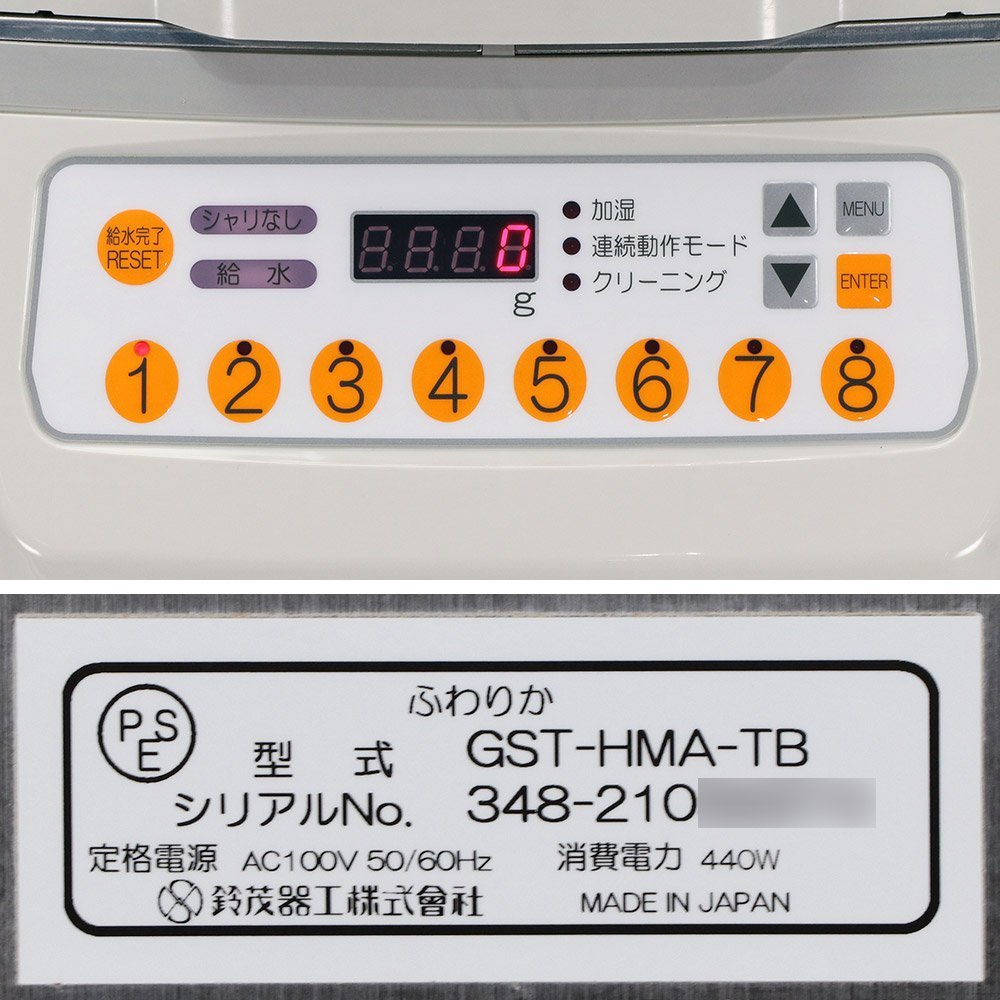 給水完了
RESET
シャリなし
給 水
0
g
加湿
連続動作モード
クリーニング
▲
MENU
▼
ENTER
1 2 3 4 5 6 7 8
PSE
ふわりか
型 式 GST-HMA-TB
シリアルNo. 348-210
定格電源 AC100V 50/60Hz 消費電力 440W
鈴茂器工株式會社 MADE IN JAPAN